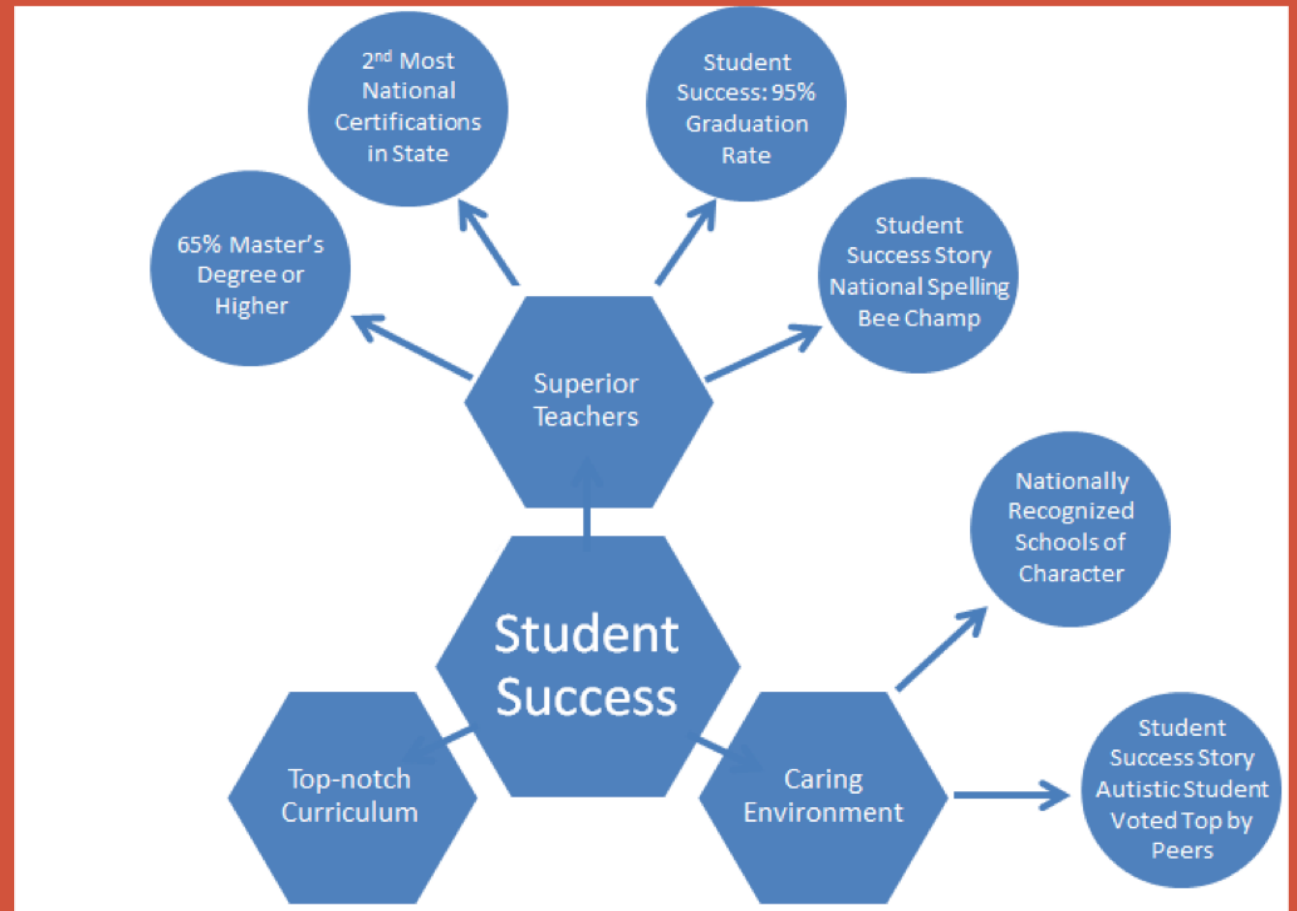 2nd Most
National
Certifications
in State
Student
Success: 95%
Graduation
Rate
65% Master’s
Degree or
Higher
Student
Success Story
National Spelling
Bee Champ
Superior
Teachers
Nationally
Recognized
Schools of
Character
Student
Success
Top-notch
Curriculum
Caring
Environment
Student
Success Story
Autistic Student
Voted Top by
Peers